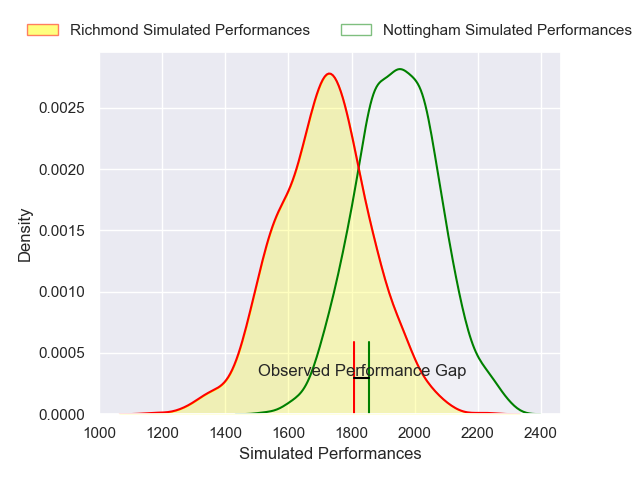 Richmond Simulated Performances
Nottingham Simulated Performances
0.0025
0.0020
0.0015
0.0010
0.0005
0.0000
Density
Observed Performance Gap
1000 1200 1400 1600 1800 2000 2200 2400
Simulated Performances